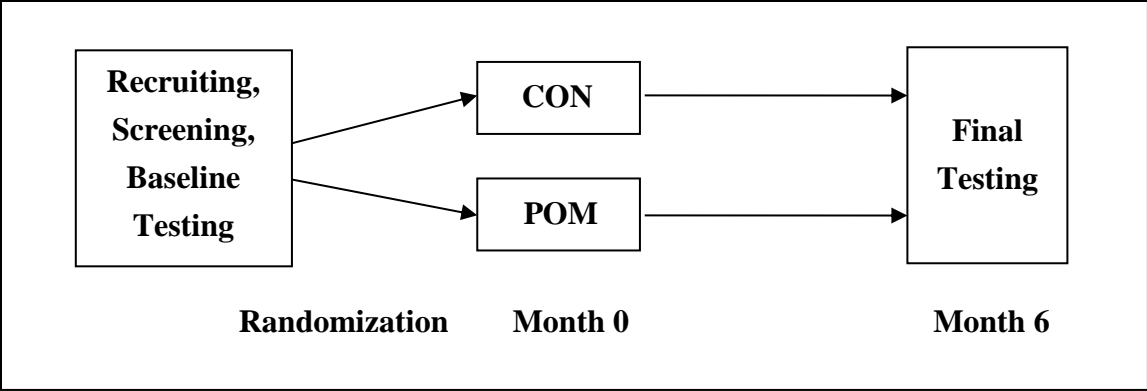 Recruiting,
Screening,
Baseline
Testing
CON
POM
Final
Testing
Randomization
Month 0
Month 6